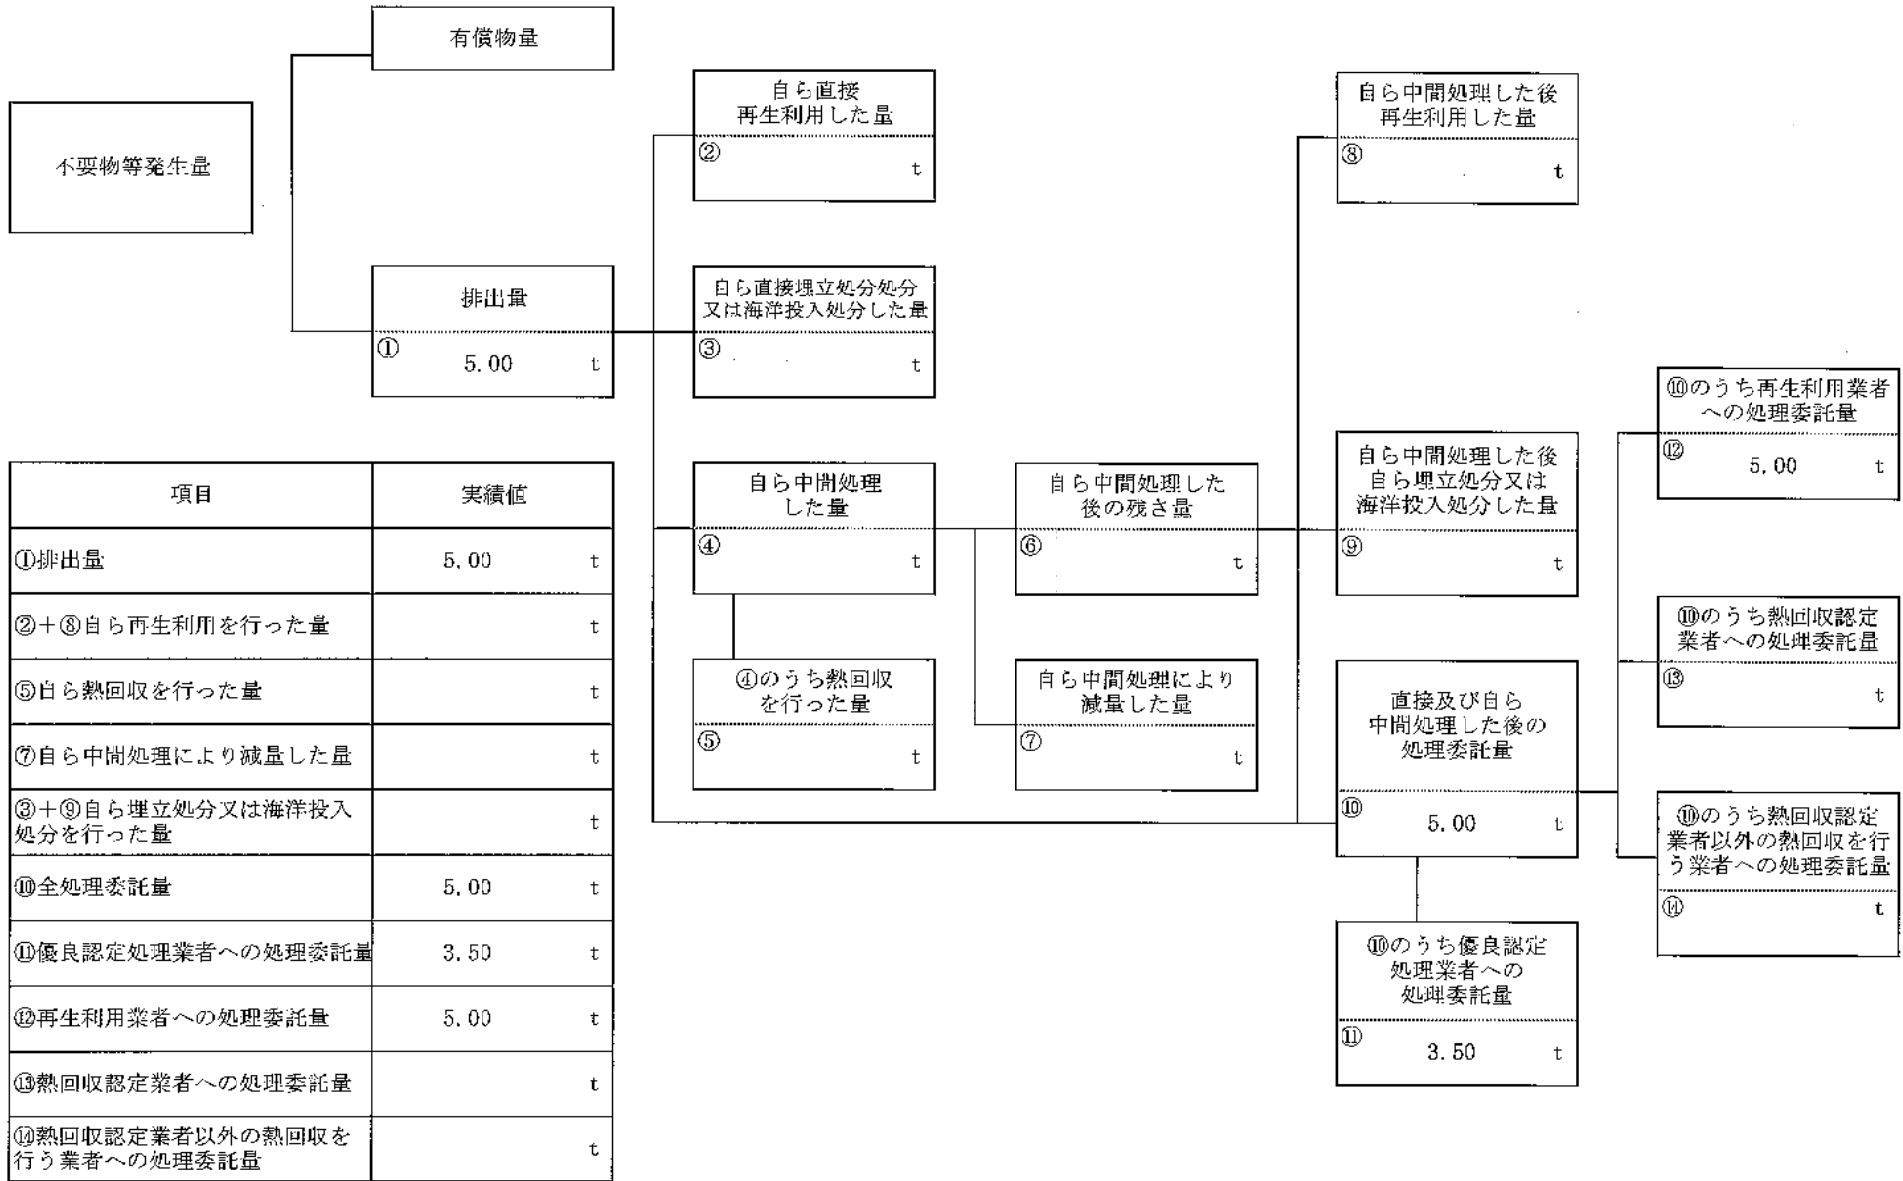 有償物量
不要物等発生量
排出量
① 5.00 t
自ら直接
再生利用した量
② t
自ら直接埋立処分処分
又は海洋投入処分した量
③ t
自ら中間処理
した量
④ t
④のうち熱回収
を行った量
⑤ t
自ら中間処理した
後の残さ量
⑥ t
自ら中間処理により
減量した量
⑦ t
自ら中間処理した後
再生利用した量
⑧ t
自ら中間処理した後
自ら埋立処分又は
海洋投入処分した量
⑨ t
直接及び自ら
中間処理した後の
処理委託量
⑩ 5.00 t
⑩のうち優良認定
処理業者への
処理委託量
⑪ 3.50 t
⑩のうち再生利用業者
への処理委託量
⑫ 5.00 t
⑩のうち熱回収認定
業者への処理委託量
⑬ t
⑩のうち熱回収認定
業者以外の熱回収を行
う業者への処理委託量
⑭ t
項目 実績値
①排出量 5.00 t
②+⑧自ら再生利用を行った量 t
⑤自ら熱回収を行った量 t
⑦自ら中間処理により減量した量 t
③+⑨自ら埋立処分又は海洋投入
処分を行った量 t
⑩全処理委託量 5.00 t
⑪優良認定処理業者への処理委託量 3.50 t
⑫再生利用業者への処理委託量 5.00 t
⑬熱回収認定業者への処理委託量 t
⑭熱回収認定業者以外の熱回収を
行う業者への処理委託量 t